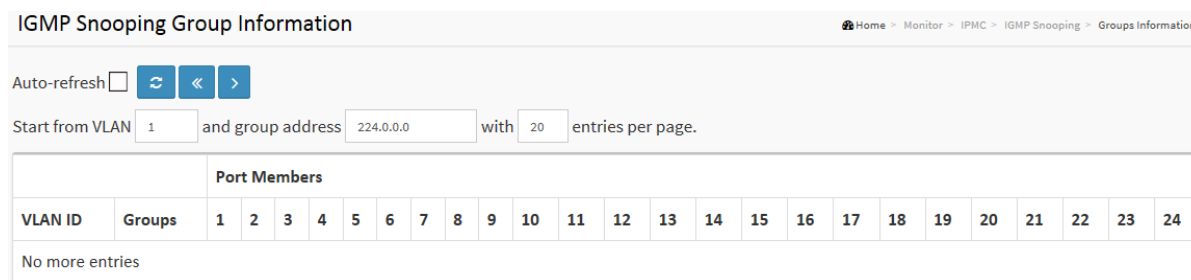 IGMP Snooping Group Information
Home > Monitor > IPMC > IGMP Snooping > Groups Information
Auto-refresh
Start from VLAN 1 and group address 224.0.0.0 with 20 entries per page.
Port Members
VLAN ID Groups 1 2 3 4 5 6 7 8 9 10 11 12 13 14 15 16 17 18 19 20 21 22 23 24
No more entries